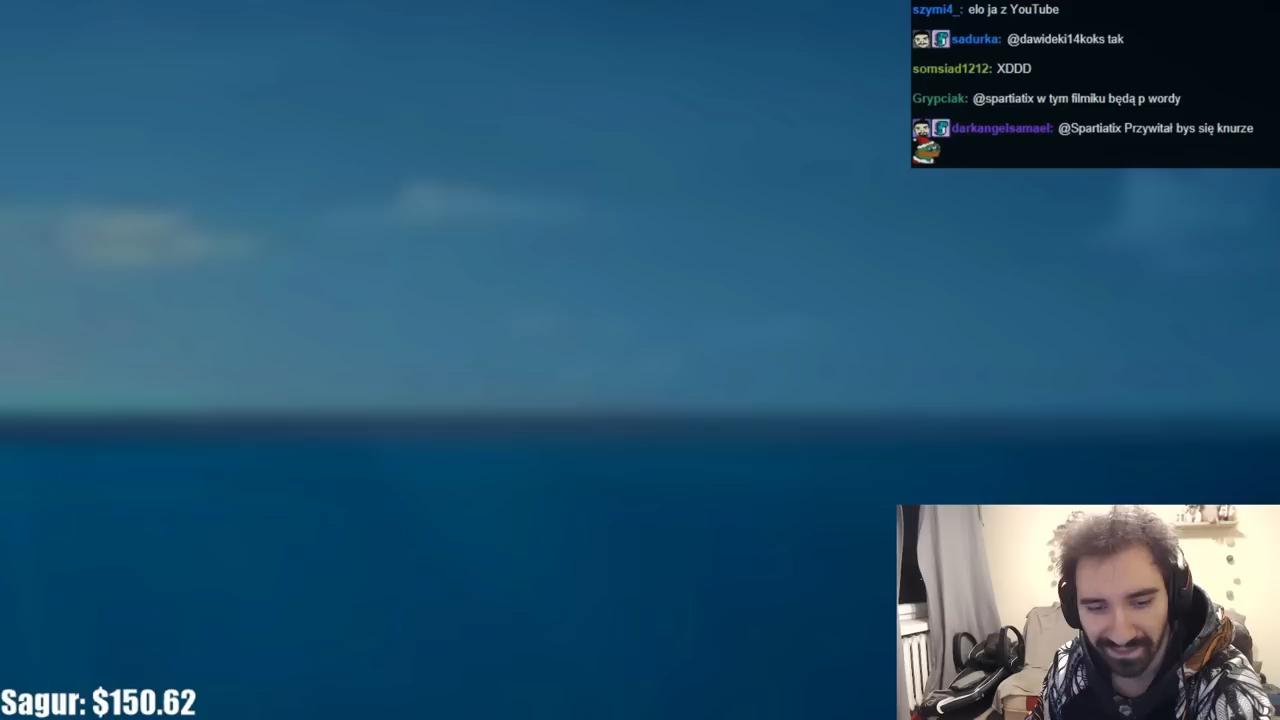 szymi4_: elo ja z YouTube
sadurka: @dawideki14koks tak
somsiad1212: XDDD
Grypciak: @spartiatix w tym filmiku będą p wordy
darkangelsamael: @Spartiatix Przywitał bys się knurze
Sagur: $150.62